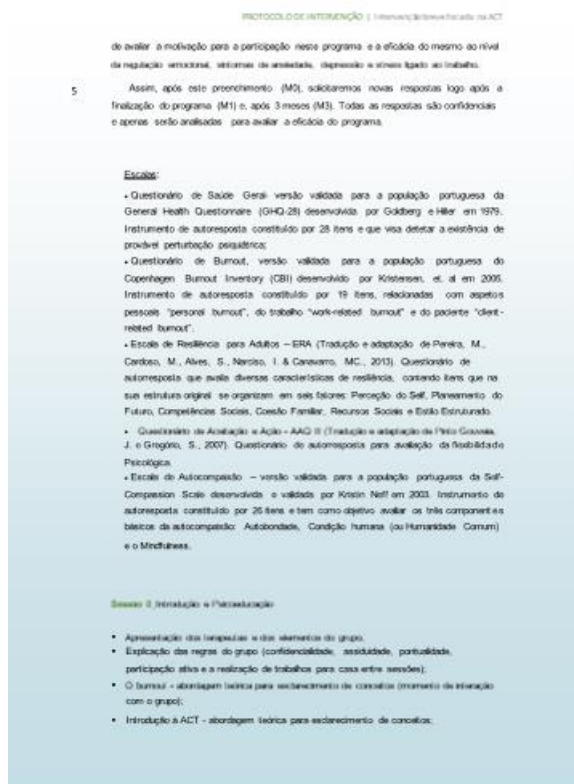 PROTOCOLO DE INTERVENÇÃO | Intervenção breve focada na ACT
de avaliar a motivação para a participação neste programa e a eficácia do mesmo ao nível
da regulação emocional, sintomas de ansiedade, depressão e stress ligado ao trabalho.
5 Assim, após este preenchimento (M0), solicitaremos novas respostas logo após a
finalização do programa (M1) e, após 3 meses (M3). Todas as respostas são confidenciais
e apenas serão analisadas para avaliar a eficácia do programa.
Escalas:
• Questionário de Saúde Geral versão validada para a população portuguesa da
General Health Questionnaire (GHQ-28) desenvolvida por Goldberg e Hiller em 1979.
Instrumento de autoresposta constituído por 28 itens e que visa detetar a existência de
provável perturbação psiquiátrica;
• Questionário de Burnout, versão validada para a população portuguesa do
Copenhagen Burnout Inventory (CBI) desenvolvido por Kristensen, et. al em 2005.
Instrumento de autoresposta constituído por 19 itens, relacionadas com aspetos
pessoais "personal burnout", do trabalho "work-related burnout" e do paciente "client-
related burnout".
• Escala de Resiliência para Adultos – ERA (Tradução e adaptação de Pereira, M.,
Cardoso, M., Alves, S., Narciso, I. & Canavarro, MC., 2013). Questionário de
autorresposta que avalia diversas características de resiliência, contendo itens que na
sua estrutura original se organizam em seis fatores: Perceção do Self, Planeamento do
Futuro, Competências Sociais, Coesão Familiar, Recursos Sociais e Estilo Estruturado.
• Questionário de Aceitação e Ação – AAQ II (Tradução e adaptação de Pinto Gouveia,
J. e Gregório, S., 2007). Questionário de autorresposta para avaliação da flexibilidade
Psicológica.
• Escala de Autocompaixão – versão validada para a população portuguesa da Self-
Compassion Scale desenvolvida e validada por Kristin Neff em 2003. Instrumento de
autoresposta constituído por 26 itens e tem como objetivo avaliar os três componentes
básicos da autocompaixão: Autobondade, Condição humana (ou Humanidade Comum)
e o Mindfulness.
Sessão 0 Introdução e Psicoeducação
• Apresentação dos terapeutas e dos elementos do grupo.
• Explicação das regras do grupo (confidencialidade, assiduidade, pontualidade,
participação ativa e a realização de trabalhos para casa entre sessões);
• O burnout - abordagem teórica para esclarecimento de conceitos (momento de interação
com o grupo);
• Introdução à ACT - abordagem teórica para esclarecimento de conceitos;